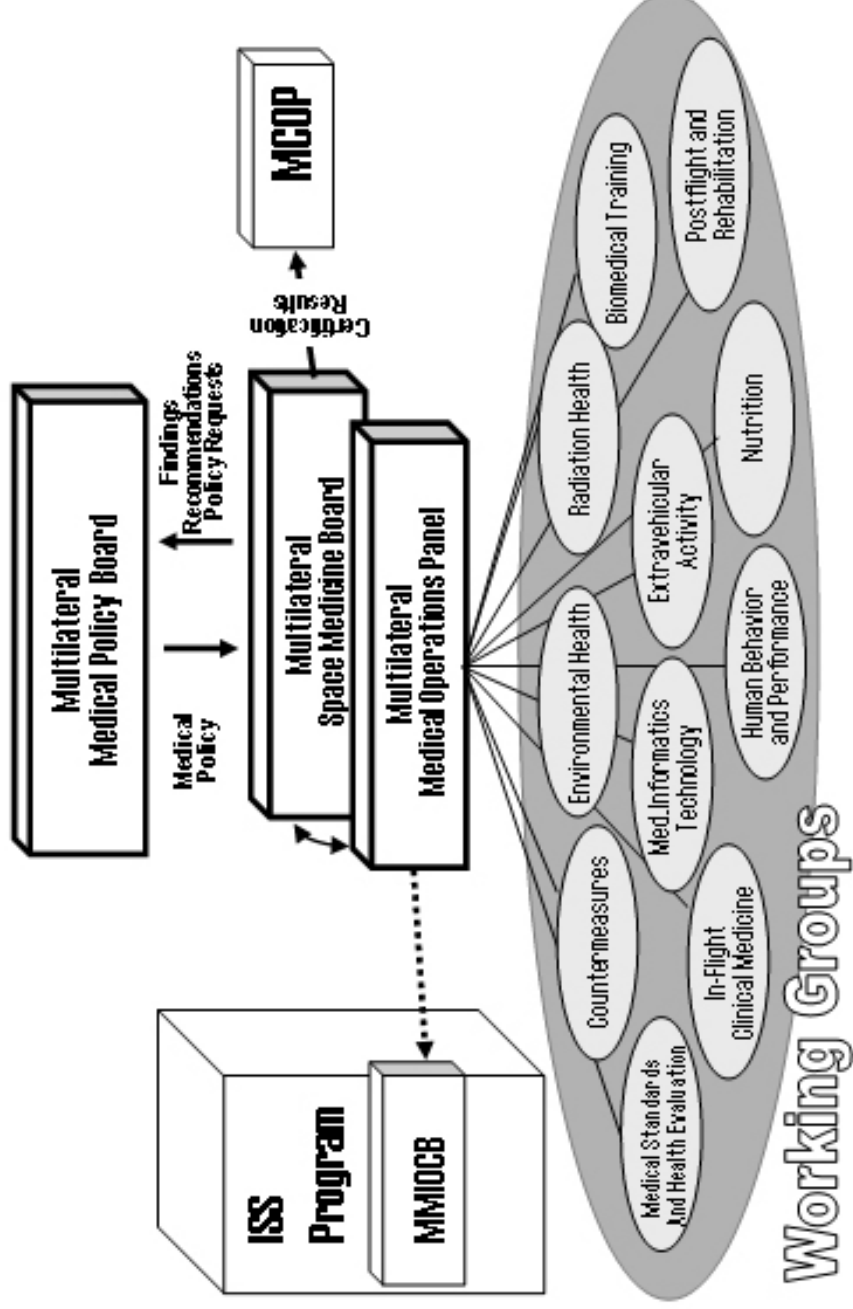 Multilateral
Medical Policy Board
Medical
Policy
Findings
Recommendations
Policy Requests
Multilateral
Space Medicine Board
Certification
Results
MCOP
Multilateral
Medical Operations Panel
ISS
Program
MMIOCB
Countermeasures
Environmental Health
Radiation Health
Biomedical Training
Medical Standards
And Health Evaluation
Med.Informatics
Technology
Extravehicular
Activity
Postflight and
Rehabilitation
In-Flight
Clinical Medicine
Human Behavior
and Performance
Nutrition
Working Groups